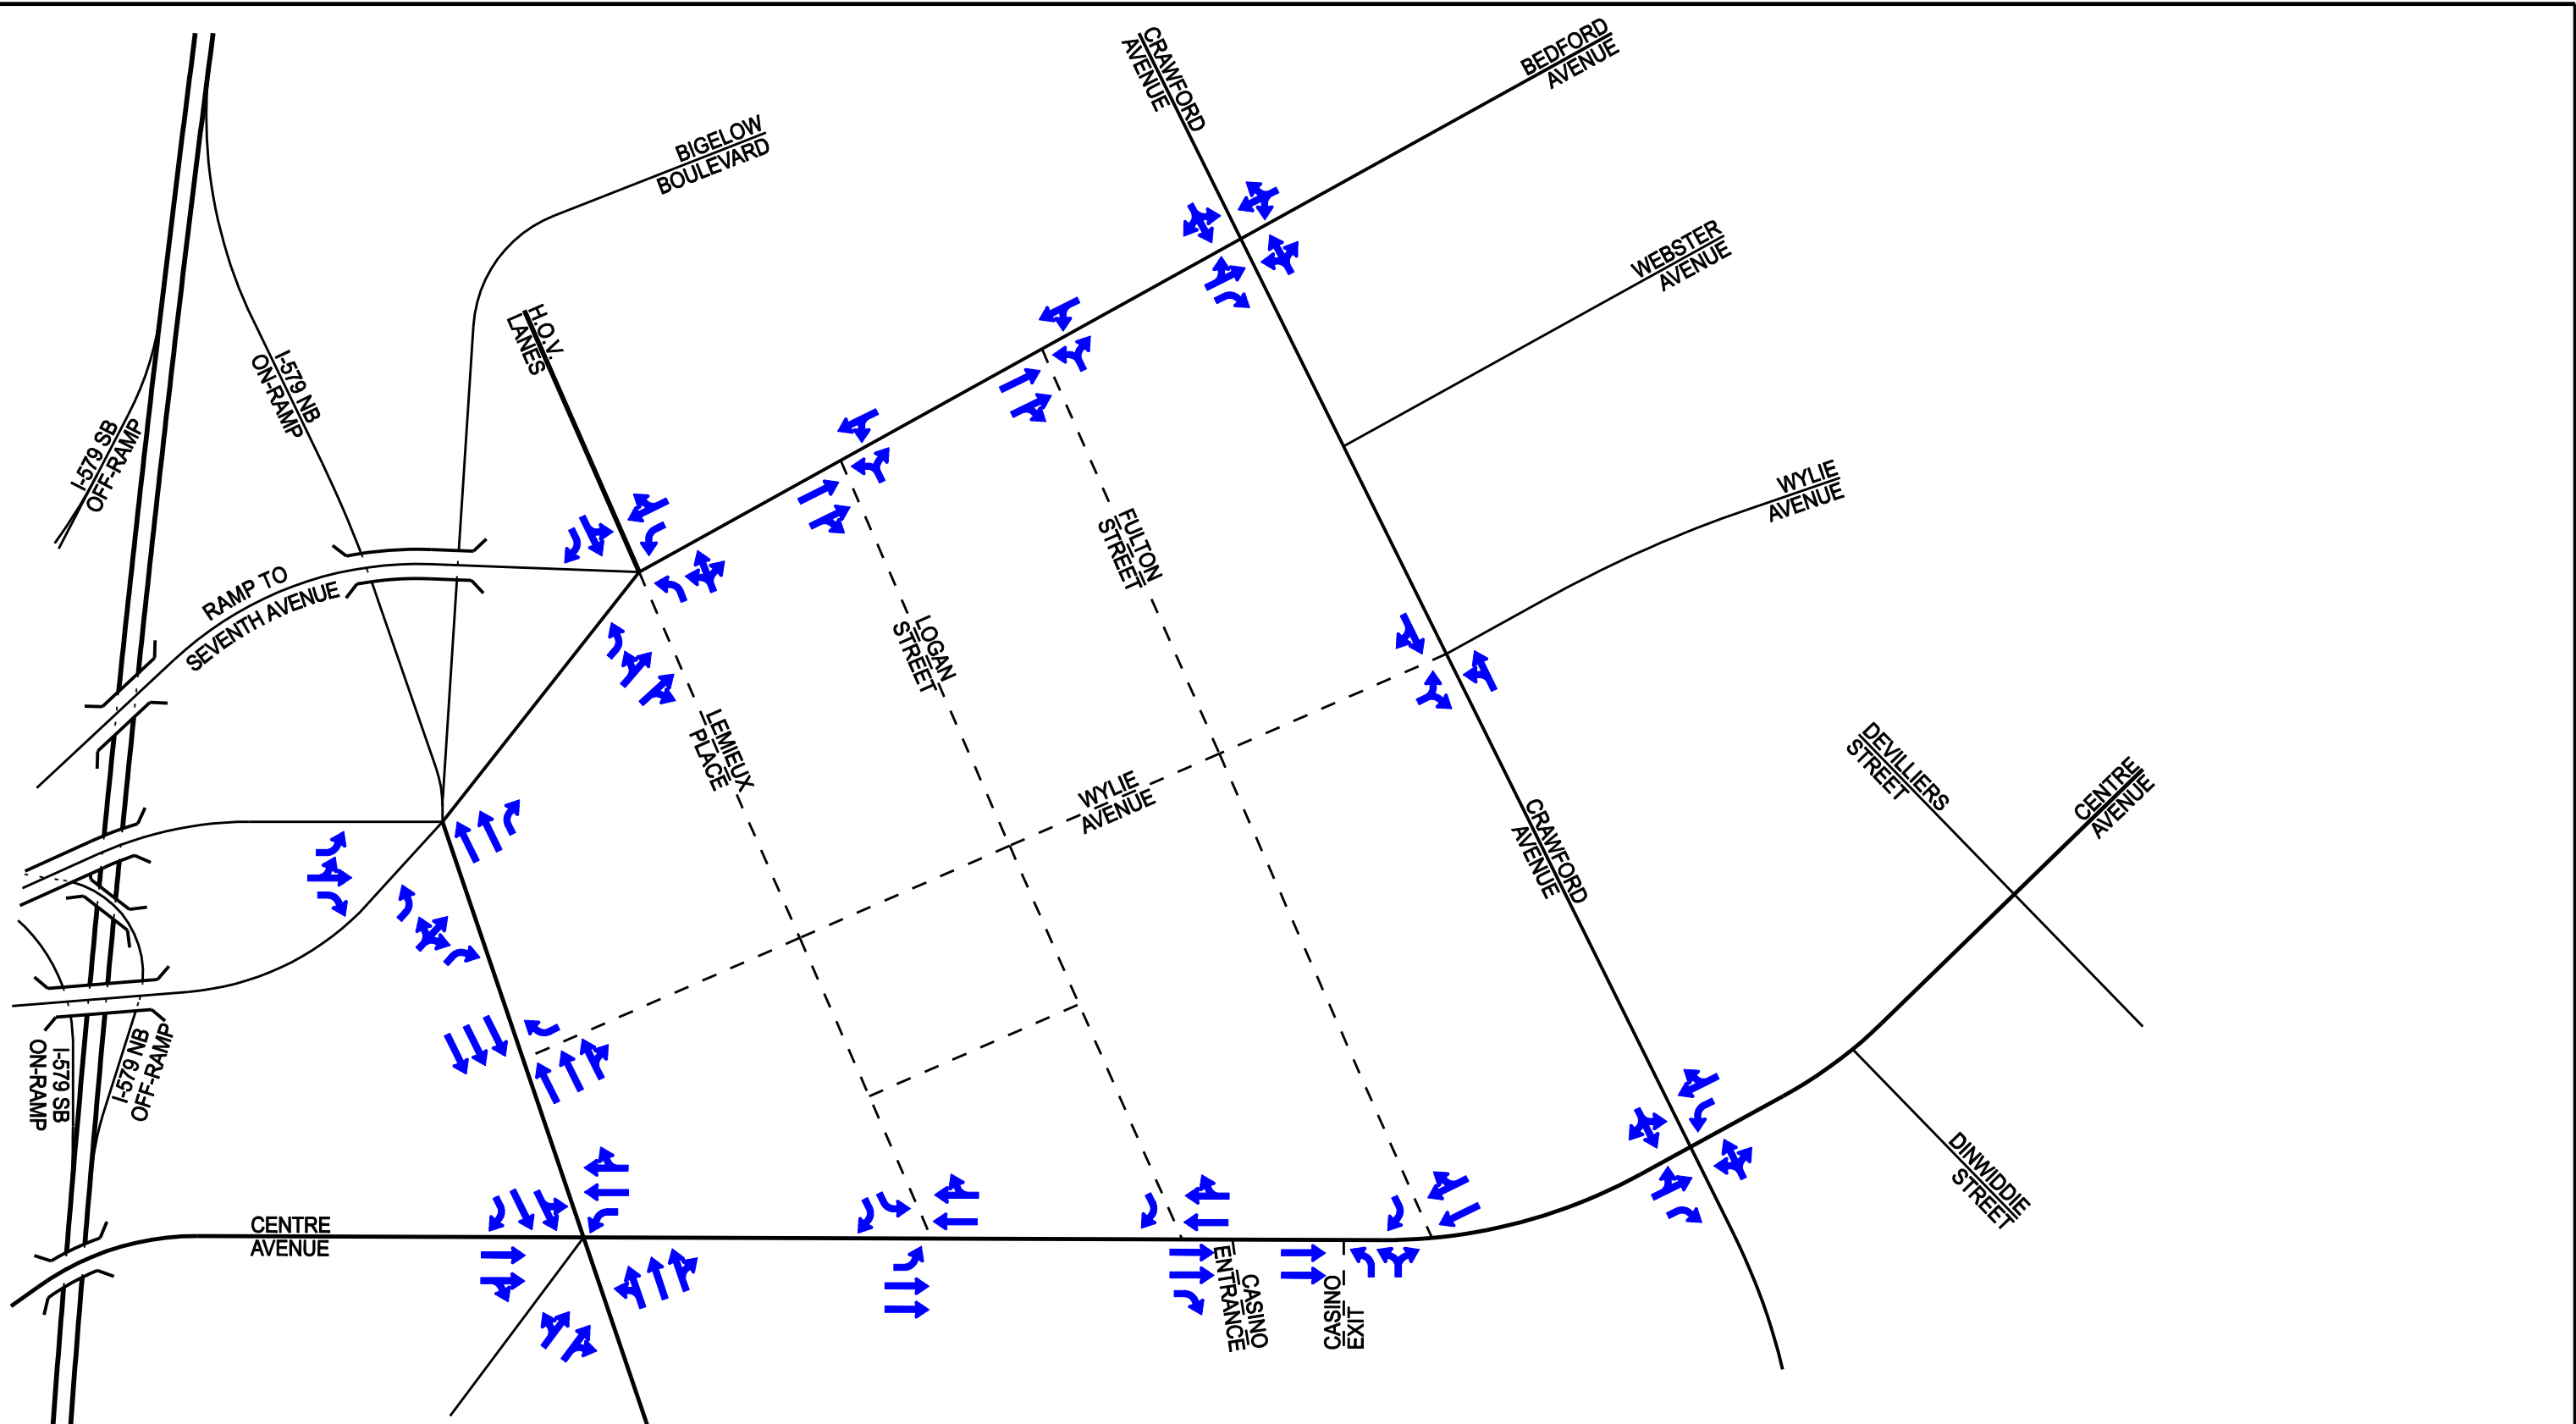 CRAWFORD
AVENUE
BEDFORD
AVENUE
BIGELOW
BOULEVARD
WEBSTER
AVENUE
H.O.V.
LANES
I-579 NB
ON-RAMP
I-579 SB
OFF-RAMP
WYLIE
AVENUE
FULTON
STREET
RAMP TO
SEVENTH AVENUE
LOGAN
STREET
LEMIEUX
PLACE
WYLIE
AVENUE
DEVILLIERS
STREET
CENTRE
AVENUE
CRAWFORD
AVENUE
I-579 SB
ON-RAMP
I-579 NB
OFF-RAMP
DINWIDDIE
STREET
CENTRE
AVENUE
CASINO
ENTRANCE
CASINO
EXIT